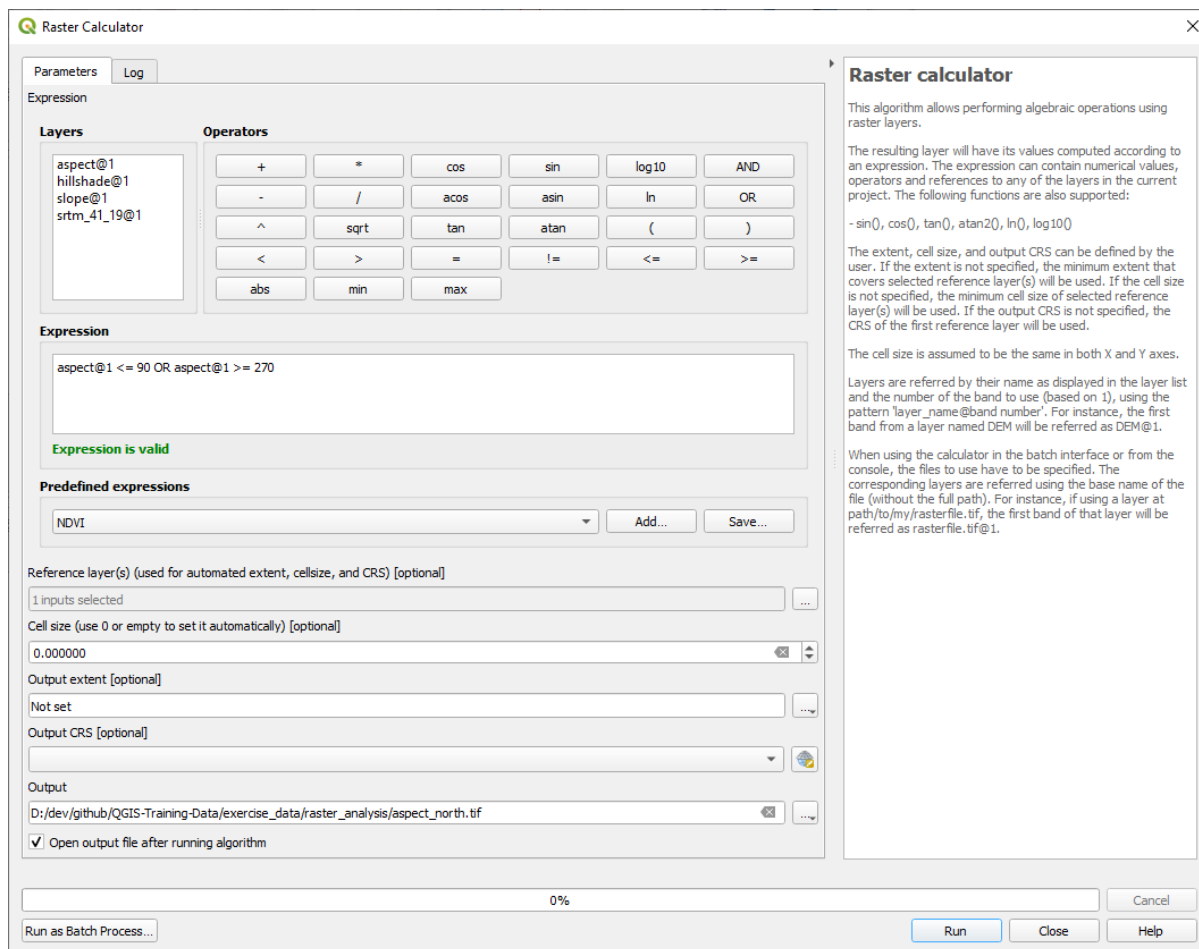 Raster Calculator
Parameters
Log
Expression
Layers
Operators
aspect@1
hillshade@1
slope@1
srtm_41_19@1
+ * cos sin log10 AND
- / acos asin ln OR
^ sqrt tan atan ( )
< > = != <= >=
abs min max
Expression
aspect@1 <= 90 OR aspect@1 >= 270
Expression is valid
Predefined expressions
NDVI
Add...
Save...
Reference layer(s) (used for automated extent, cellsize, and CRS) [optional]
1 inputs selected
...
Cell size (use 0 or empty to set it automatically) [optional]
0.000000
Output extent [optional]
Not set
...
Output CRS [optional]
Output
D:/dev/github/QGIS-Training-Data/exercise_data/raster_analysis/aspect_north.tif
...
Open output file after running algorithm
Raster calculator
This algorithm allows performing algebraic operations using
raster layers.
The resulting layer will have its values computed according to
an expression. The expression can contain numerical values,
operators and references to any of the layers in the current
project. The following functions are also supported:
- sin(), cos(), tan(), atan2(), ln(), log10()
The extent, cell size, and output CRS can be defined by the
user. If the extent is not specified, the minimum extent that
covers selected reference layer(s) will be used. If the cell size
is not specified, the minimum cell size of selected reference
layer(s) will be used. If the output CRS is not specified, the
CRS of the first reference layer will be used.
The cell size is assumed to be the same in both X and Y axes.
Layers are referred by their name as displayed in the layer list
and the number of the band to use (based on 1), using the
pattern 'layer_name@band number'. For instance, the first
band from a layer named DEM will be referred as DEM@1.
When using the calculator in the batch interface or from the
console, the files to use have to be specified. The
corresponding layers are referred using the base name of the
file (without the full path). For instance, if using a layer at
path/to/my/rasterfile.tif, the first band of that layer will be
referred as rasterfile.tif@1.
0%
Cancel
Run as Batch Process...
Run
Close
Help